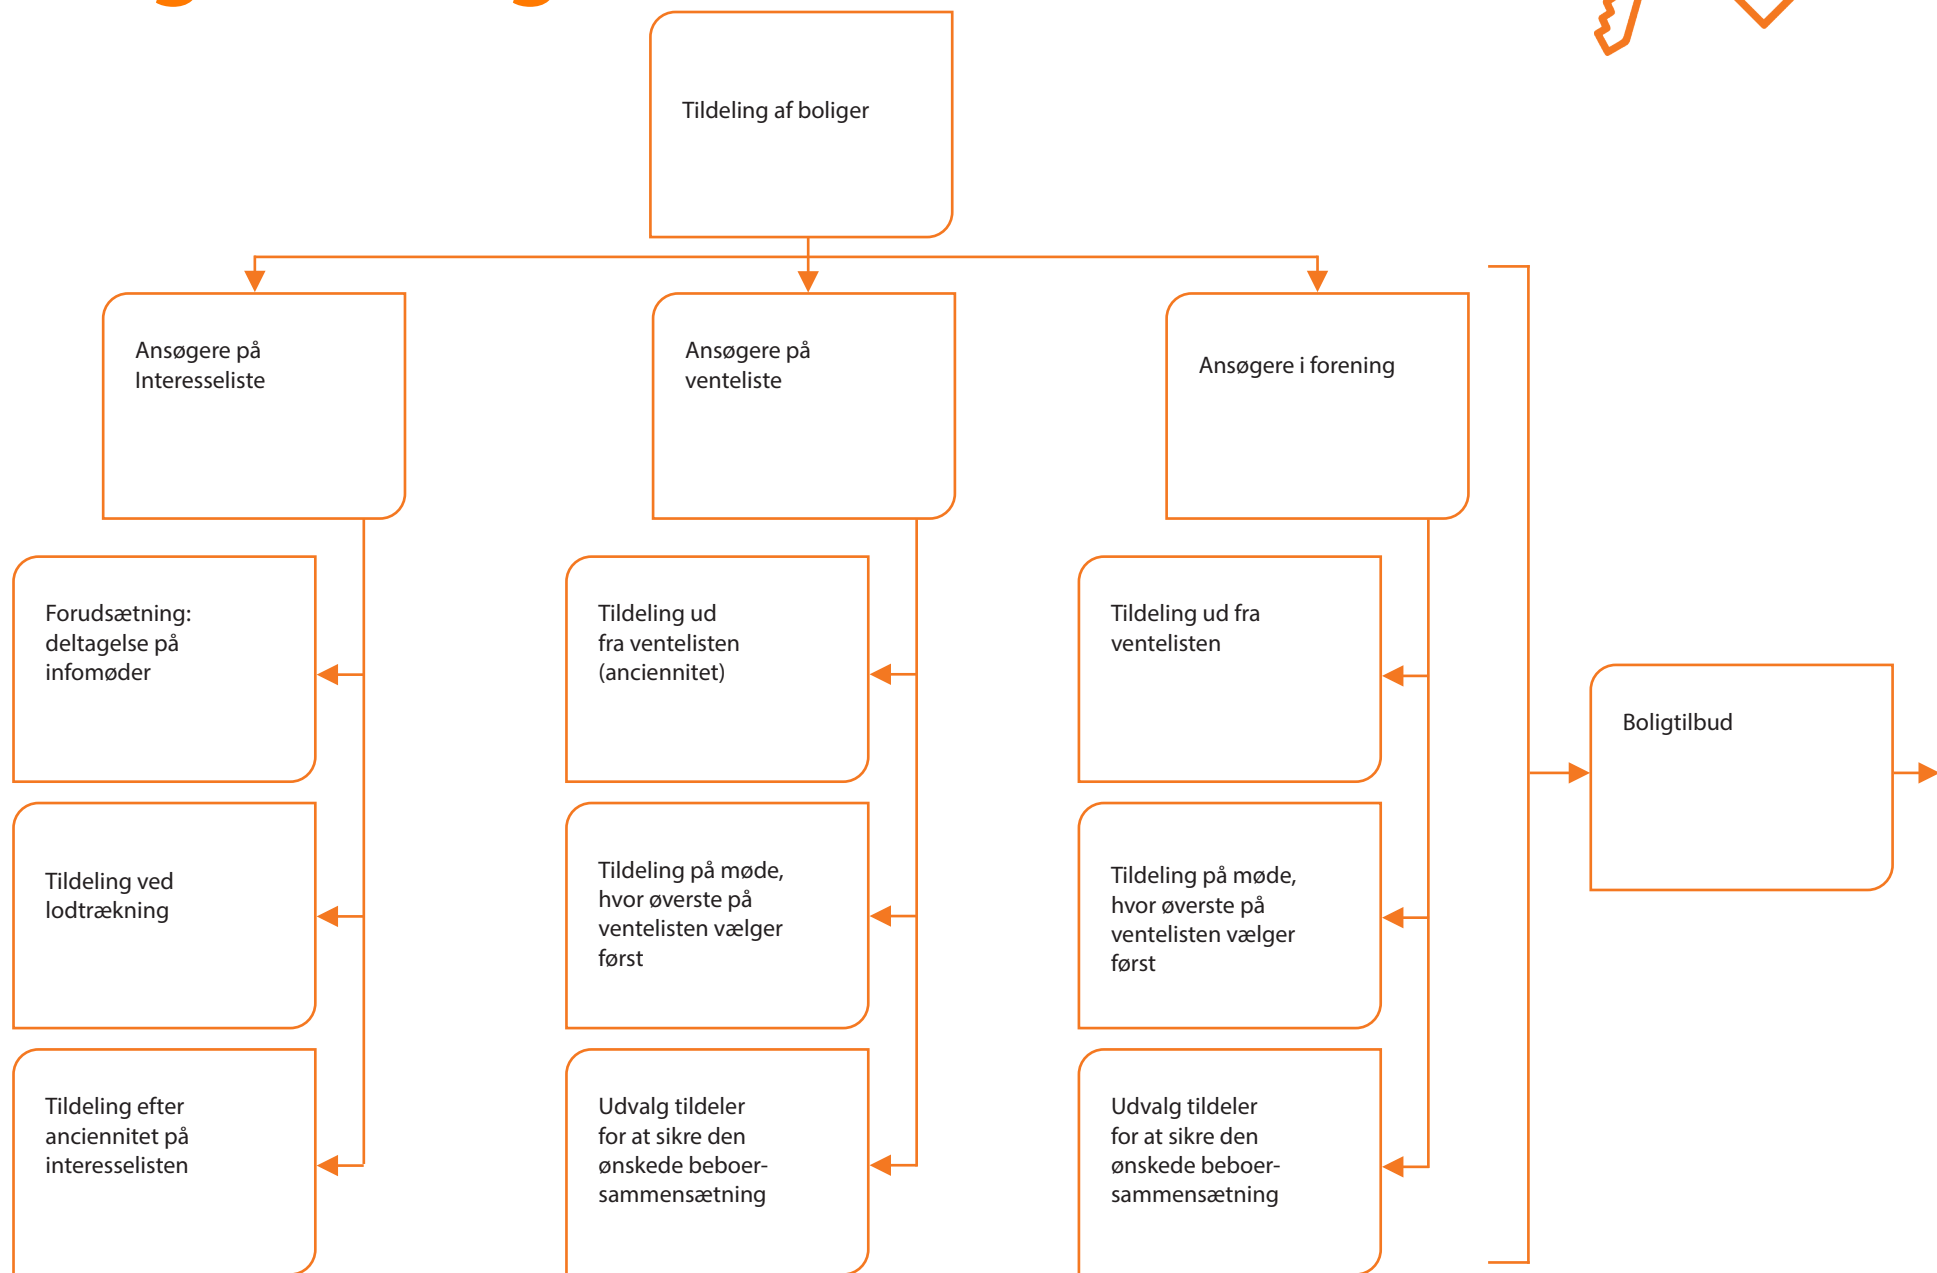 Tildeling af boliger
Ansøgere på
Interesseliste
Ansøgere på
venteliste
Ansøgere i forening
Forudsætning:
deltagelse på
infomøder
Tildeling ved
lodtrækning
Tildeling efter
anciennitet på
interesselisten
Tildeling ud
fra ventelisten
(anciennitet)
Tildeling på møde,
hvor øverste på
ventelisten vælger
først
Udvalg tildeler
for at sikre den
ønskede beboer-
sammensætning
Tildeling ud fra
ventelisten
Tildeling på møde,
hvor øverste på
ventelisten vælger
først
Udvalg tildeler
for at sikre den
ønskede beboer-
sammensætning
Boligtilbud